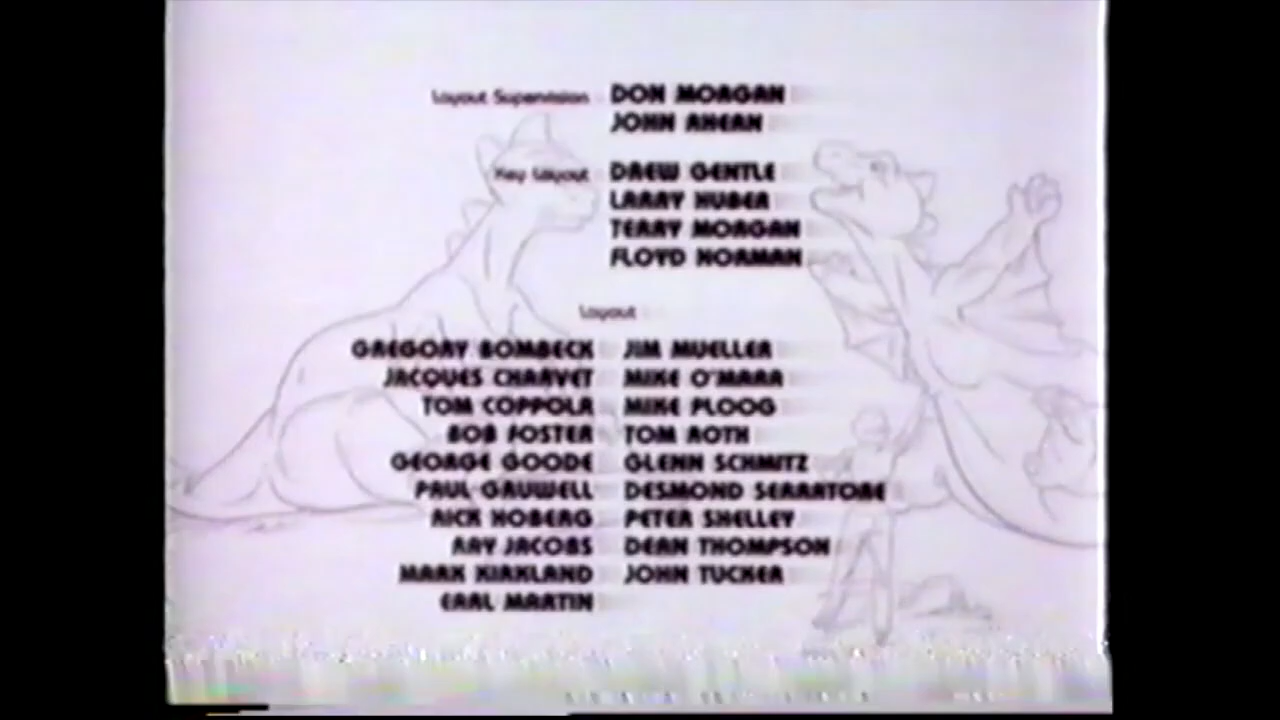 Layout Supervision DON MORGAN
JOHN AHERN
Key Layout DREW GENTLE
LARRY HUBER
TERRY MORGAN
FLOYD NORMAN
Layout
GREGORY BOMBECK JIM MUELLER
JACQUES CHARVET MIKE O'MARA
TOM COPPOLA MIKE PLOOG
BOB FOSTER TOM ROTH
GEORGE GOODE GLENN SCHMITZ
PAUL GRUWELL DESMOND SERRATORE
RICK HOBERG PETER SHELLEY
RAY JACOBS DEAN THOMPSON
MARK KIRKLAND JOHN TUCKER
EARL MARTIN